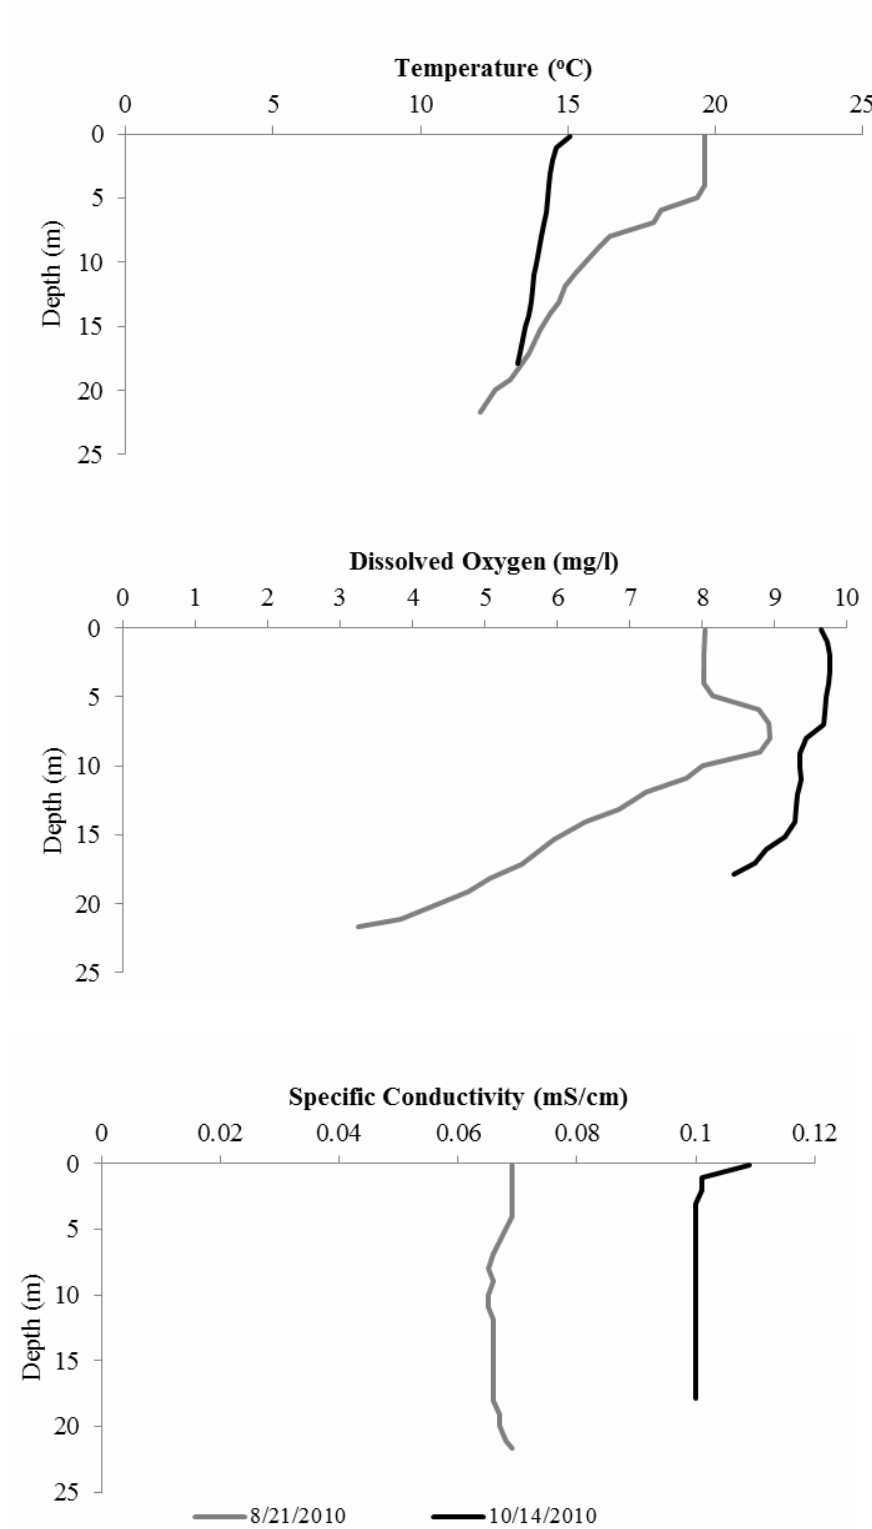 Temperature (°C)
0 5 10 15 20 25
0
5
10
15
20
25
Depth (m)
Dissolved Oxygen (mg/l)
0 1 2 3 4 5 6 7 8 9 10
0
5
10
15
20
25
Depth (m)
Specific Conductivity (mS/cm)
0 0.02 0.04 0.06 0.08 0.1 0.12
0
5
10
15
20
25
Depth (m)
8/21/2010 10/14/2010